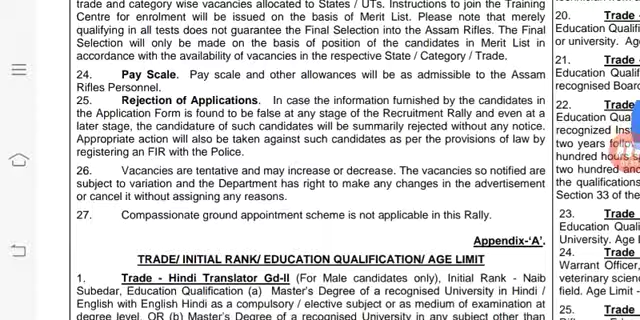 trade and category wise vacancies allocated to States / UTs. Instructions to join the Training
Centre for enrolment will be issued on the basis of Merit List. Please note that merely
qualifying in all tests does not guarantee the Final Selection into the Assam Rifles. The Final
Selection will only be made on the basis of position of the candidates in Merit List in
accordance with the availability of vacancies in the respective State / Category / Trade.
24. Pay Scale. Pay scale and other allowances will be as admissible to the Assam
Rifles Personnel.
25. Rejection of Applications. In case the information furnished by the candidates in
the Application Form is found to be false at any stage of the Recruitment Rally and even at a
later stage, the candidature of such candidates will be summarily rejected without any notice.
Appropriate action will also be taken against such candidates as per the provisions of law by
registering an FIR with the Police.
26. Vacancies are tentative and may increase or decrease. The vacancies so notified are
subject to variation and the Department has right to make any changes in the advertisement
or cancel it without assigning any reasons.
27. Compassionate ground appointment scheme is not applicable in this Rally.
Appendix-'A'.
TRADE/ INITIAL RANK/ EDUCATION QUALIFICATION/ AGE LIMIT
1. Trade - Hindi Translator Gd-II (For Male candidates only), Initial Rank - Naib
Subedar, Education Qualification (a) Master's Degree of a recognised University in Hindi /
English with English Hindi as a compulsory / elective subject or as medium of examination at
degree level, OR (b) Master's Degree of a recognised University in any subject other than
20. Trade -
Education Qualif
or university. Age
21. Trade
Education Qualif
recognised Board
22. Trade
Education Qua
recognized Inst
two years follow
hundred hours s
two hundred and
the qualifications
Section 33 of the
23. Trade
Education Quali
University. Age
24. Trade
Warrant Officer,
veterinary scienc
field. Age Limit -
25. Trade